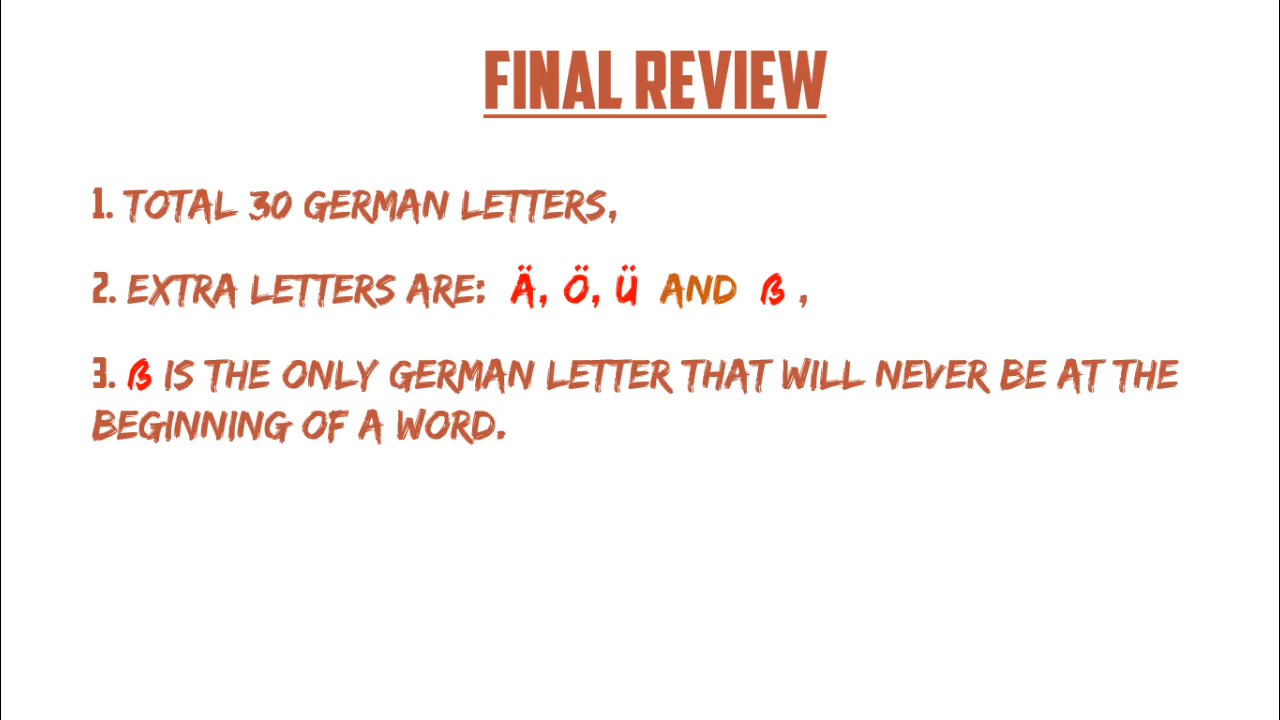 FINAL REVIEW
1. TOTAL 30 GERMAN LETTERS,
2. EXTRA LETTERS ARE: Ä, Ö, Ü AND ß ,
3. ß IS THE ONLY GERMAN LETTER THAT WILL NEVER BE AT THE
BEGINNING OF A WORD.